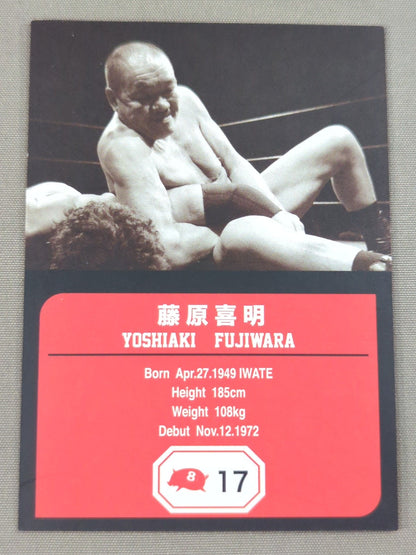 藤原喜明
YOSHIAKI FUJIWARA
Born Apr.27.1949 IWATE
Height 185cm
Weight 108kg
Debut Nov.12.1972
8 17